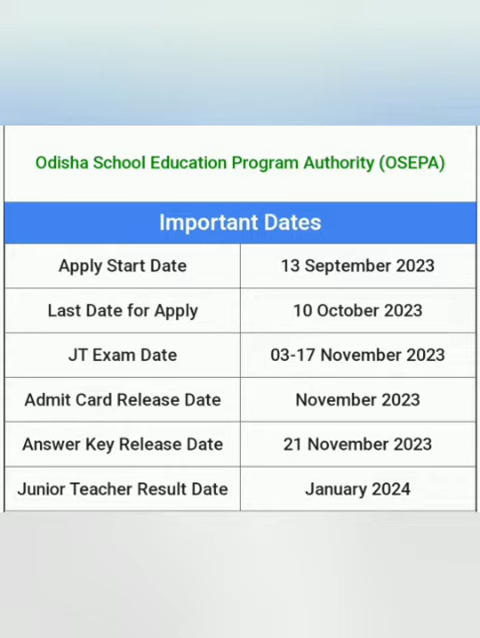 Odisha School Education Program Authority (OSEPA)
Important Dates
Apply Start Date 13 September 2023
Last Date for Apply 10 October 2023
JT Exam Date 03-17 November 2023
Admit Card Release Date November 2023
Answer Key Release Date 21 November 2023
Junior Teacher Result Date January 2024